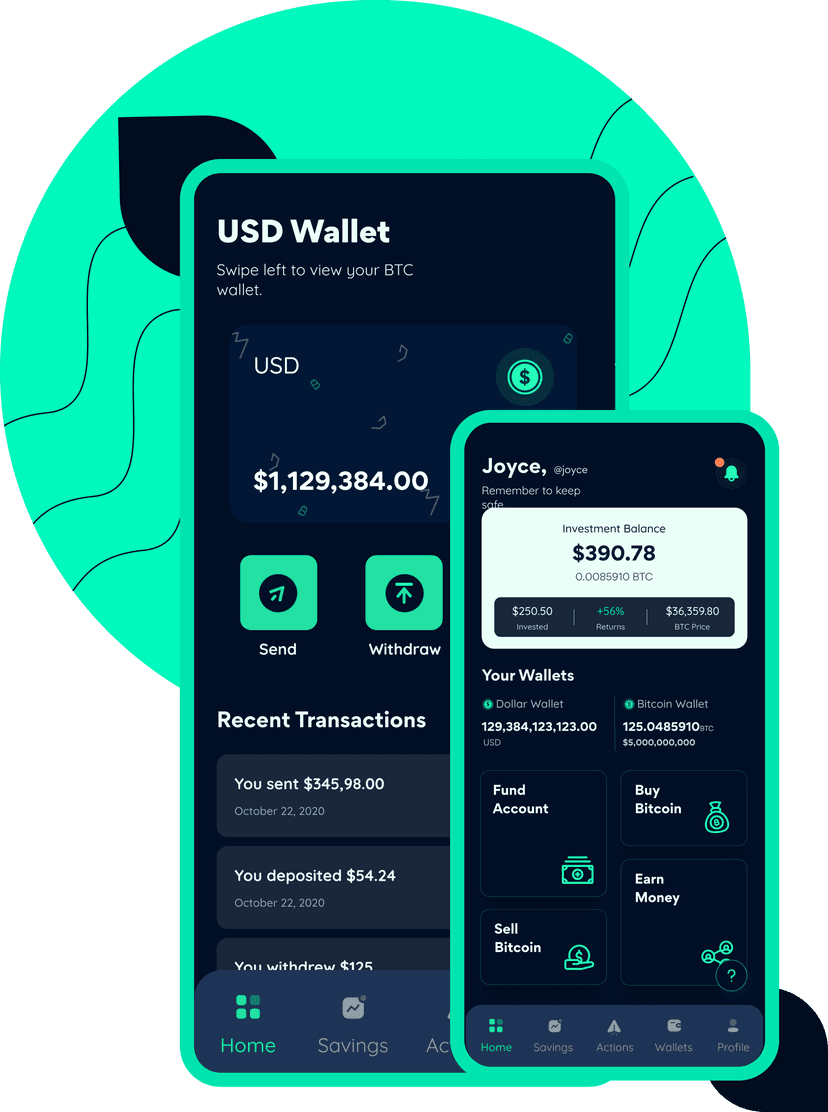 USD Wallet
Swipe left to view your BTC
wallet.
USD
$
$1,129,384.00
Send
Withdraw
Recent Transactions
You sent $345,98.00
October 22, 2020
You deposited $54.24
October 22, 2020
You withdrew $125
Home
Savings
Joyce, @joyce
Remember to keep
safe
Investment Balance
$390.78
0.0085910 BTC
$250.50 +56% $36,359.80
Invested Returns BTC Price
Your Wallets
Dollar Wallet Bitcoin Wallet
129,384,123,123.00 125.0485910BTC
USD $5,000,000,000
Fund
Account
Buy
Bitcoin
Earn
Money
Sell
Bitcoin
?
Home Savings Actions Wallets Profile